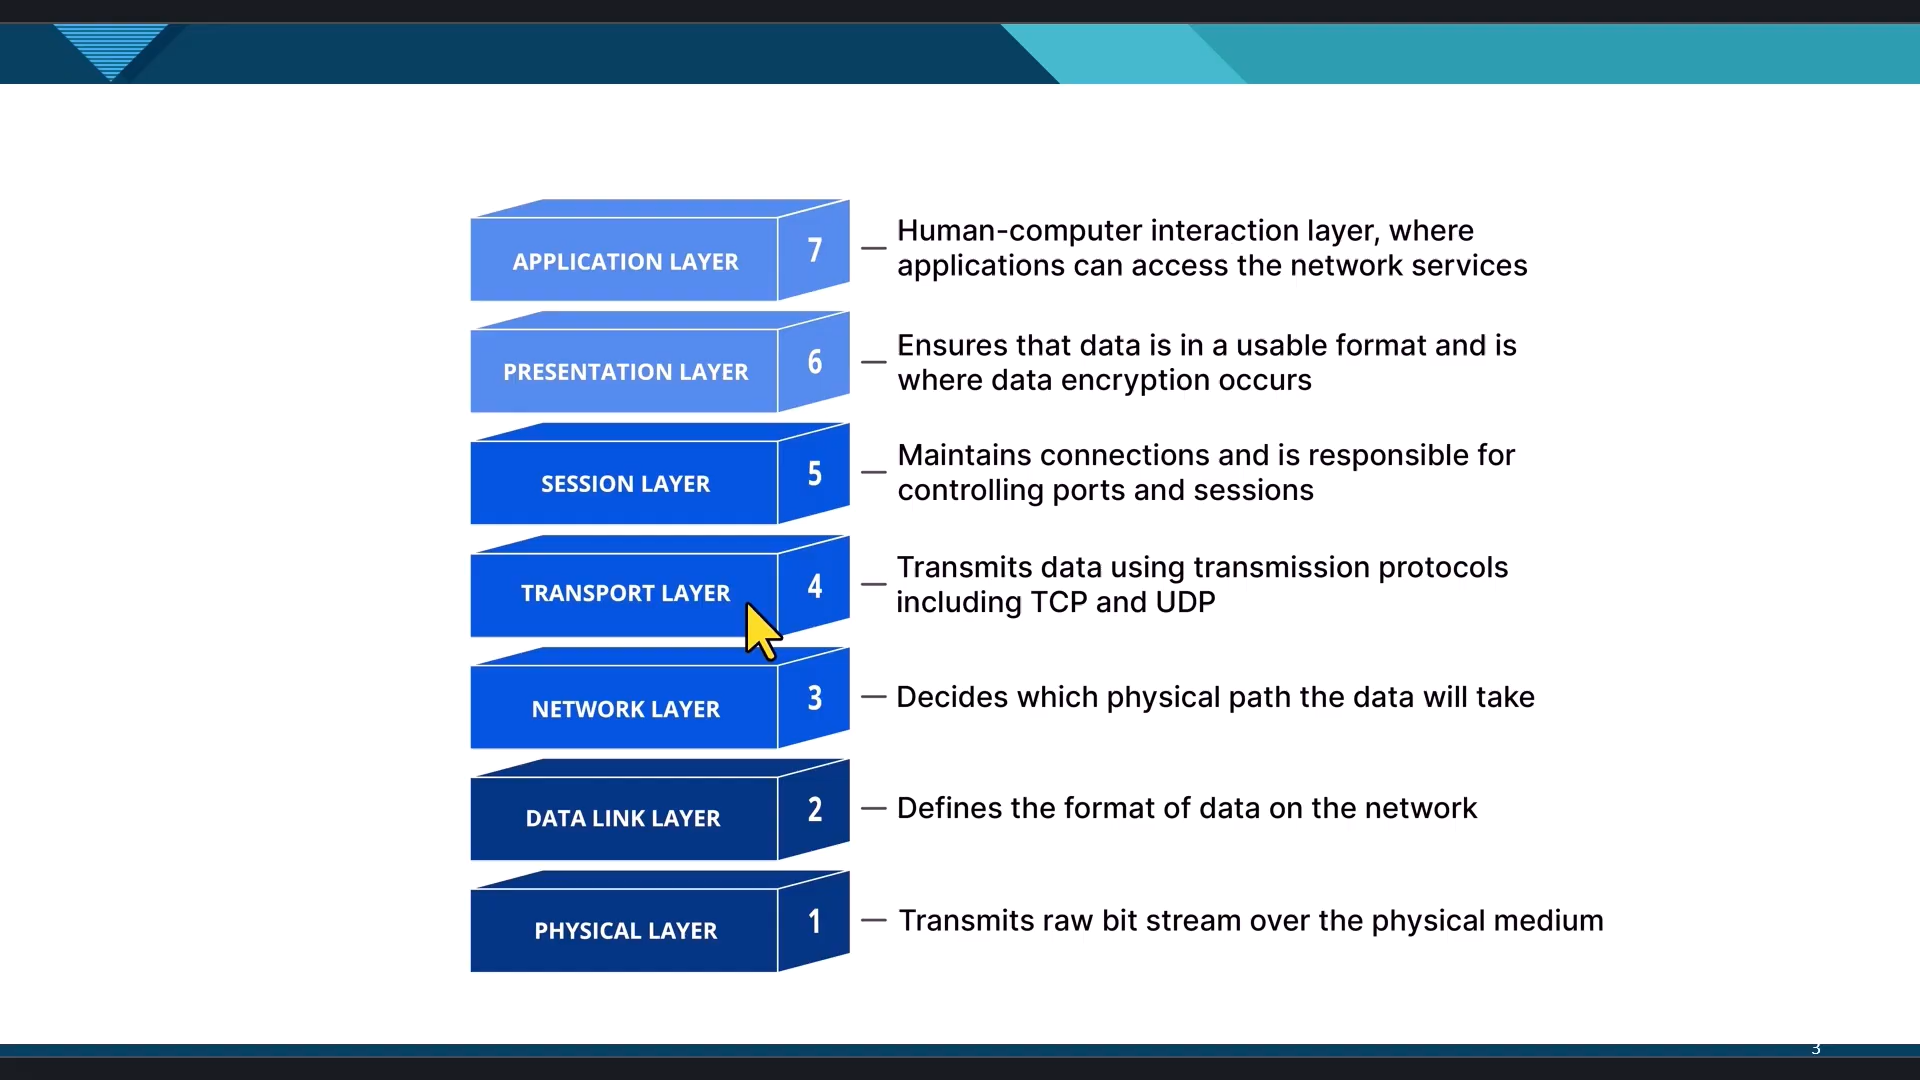 APPLICATION LAYER
7
Human-computer interaction layer, where
applications can access the network services
PRESENTATION LAYER
6
Ensures that data is in a usable format and is
where data encryption occurs
SESSION LAYER
5
Maintains connections and is responsible for
controlling ports and sessions
TRANSPORT LAYER
4
Transmits data using transmission protocols
including TCP and UDP
NETWORK LAYER
3
Decides which physical path the data will take
DATA LINK LAYER
2
Defines the format of data on the network
PHYSICAL LAYER
1
Transmits raw bit stream over the physical medium
3